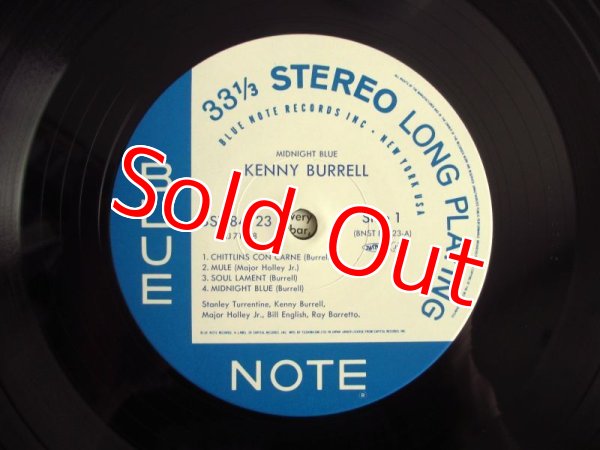 33 1/3 STEREO LONG PLAYING
BLUE NOTE RECORDS INC · NEW YORK USA
MIDNIGHT BLUE
KENNY BURRELL
Sold Out
1. CHITTLINS CON CARNE (Burrell)
2. MULE (Major Holley Jr.)
3. SOUL LAMENT (Burrell)
4. MIDNIGHT BLUE (Burrell)
Stanley Turrentine, Kenny Burrell,
Major Holley Jr., Bill English, Ray Barretto.
BLUE
NOTE